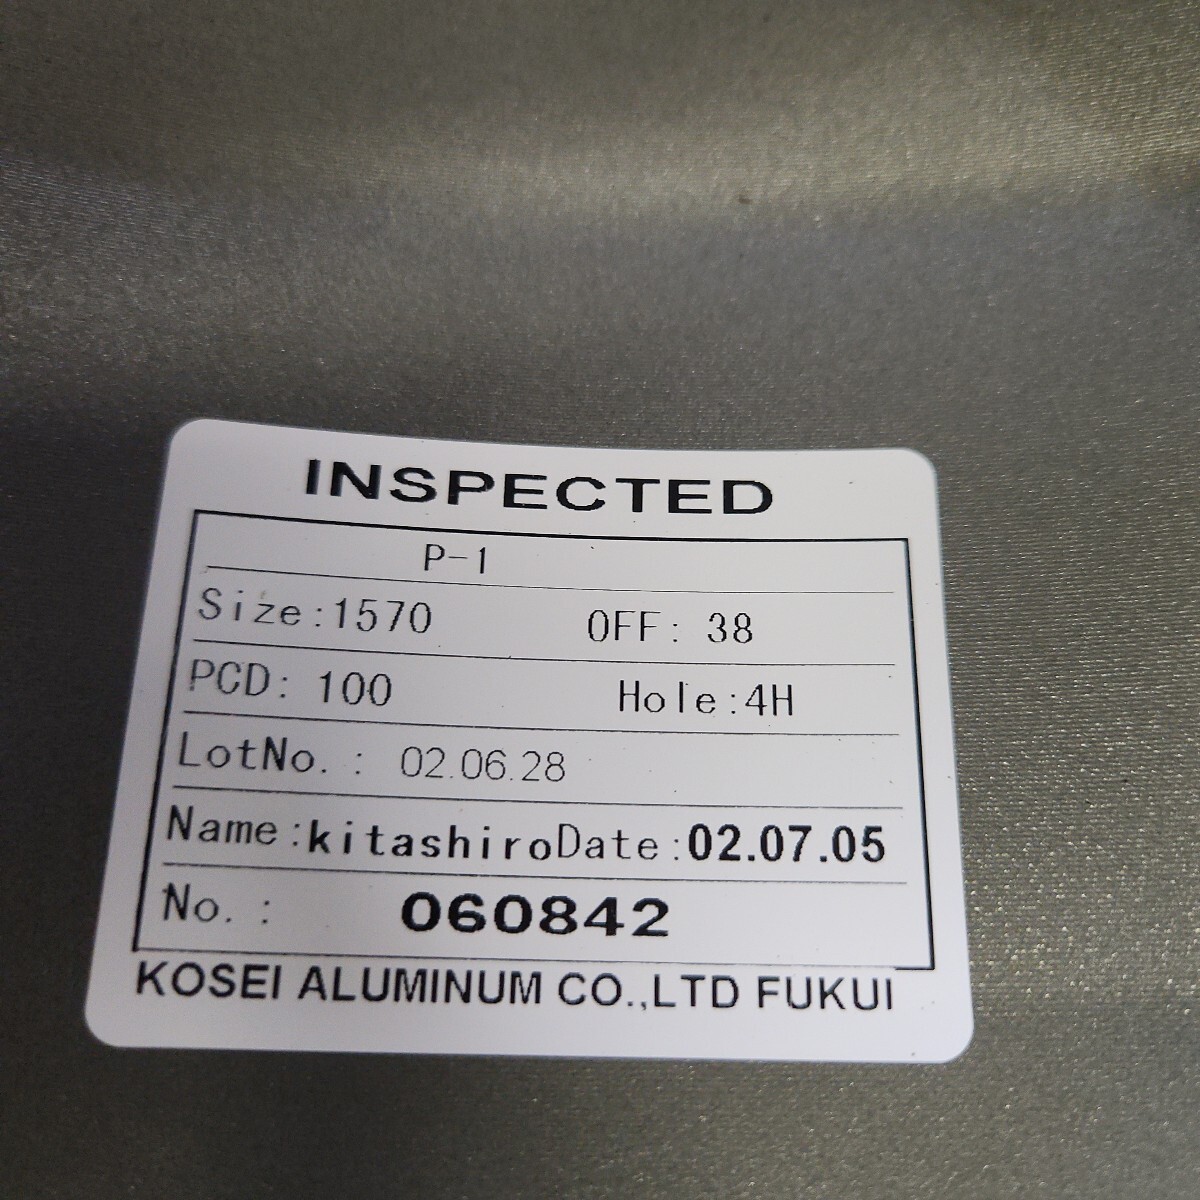 INSPECTED
P-1
Size:1570 OFF: 38
PCD: 100 Hole:4H
LotNo. : 02.06.28
Name:kitashiroDate:02.07.05
No. : 060842
KOSEI ALUMINUM CO.,LTD FUKUI